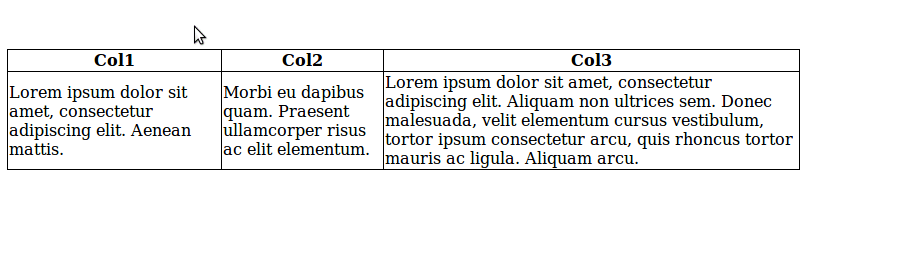 Col1 Col2 Col3
Lorem ipsum dolor sit
amet, consectetur
adipiscing elit. Aenean
mattis.
Morbi eu dapibus
quam. Praesent
ullamcorper risus
ac elit elementum.
Lorem ipsum dolor sit amet, consectetur
adipiscing elit. Aliquam non ultrices sem. Donec
malesuada, velit elementum cursus vestibulum,
tortor ipsum consectetur arcu, quis rhoncus tortor
mauris ac ligula. Aliquam arcu.